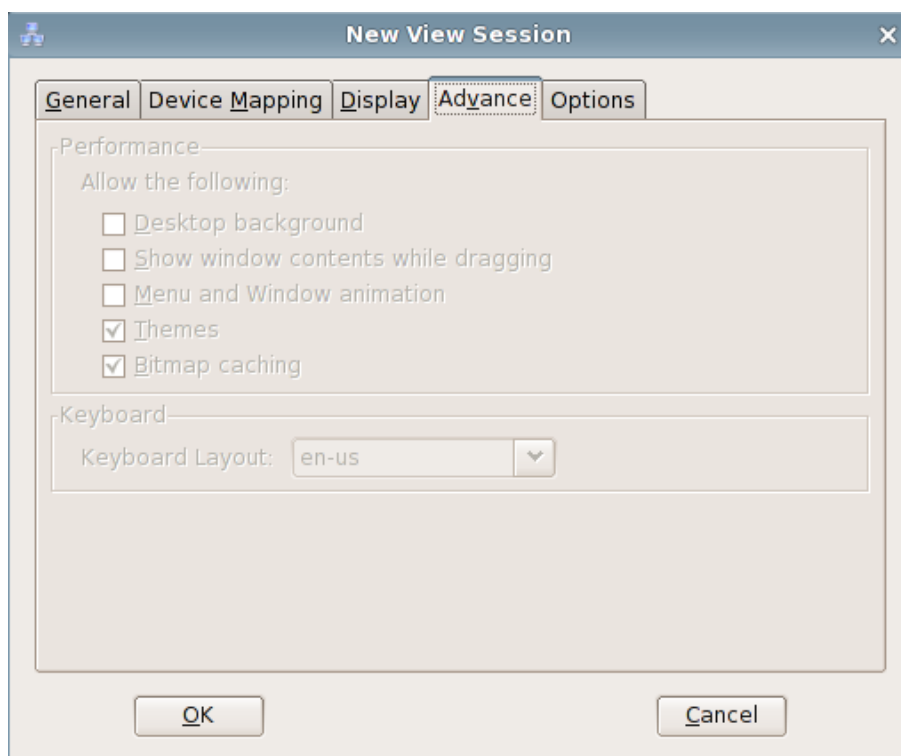 New View Session
General Device Mapping Display Advance Options
Performance
Allow the following:
Desktop background
Show window contents while dragging
Menu and Window animation
Themes
Bitmap caching
Keyboard
Keyboard Layout: en-us
OK Cancel